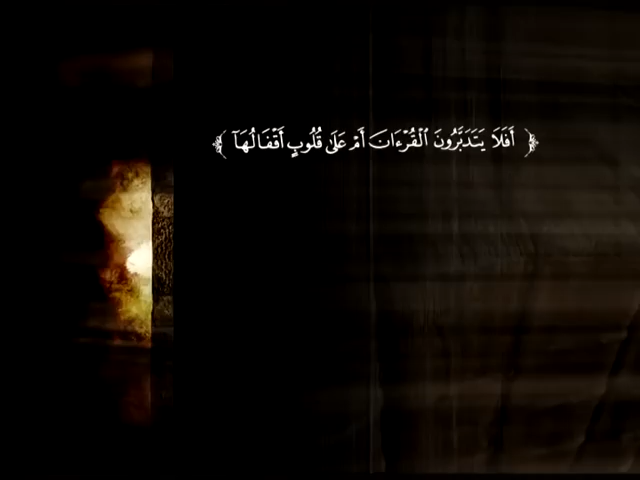 ﴿ أَفَلَا يَتَدَبَّرُونَ ٱلْقُرْءَانَ أَمْ عَلَىٰ قُلُوبٍ أَقْفَالُهَآ ﴾